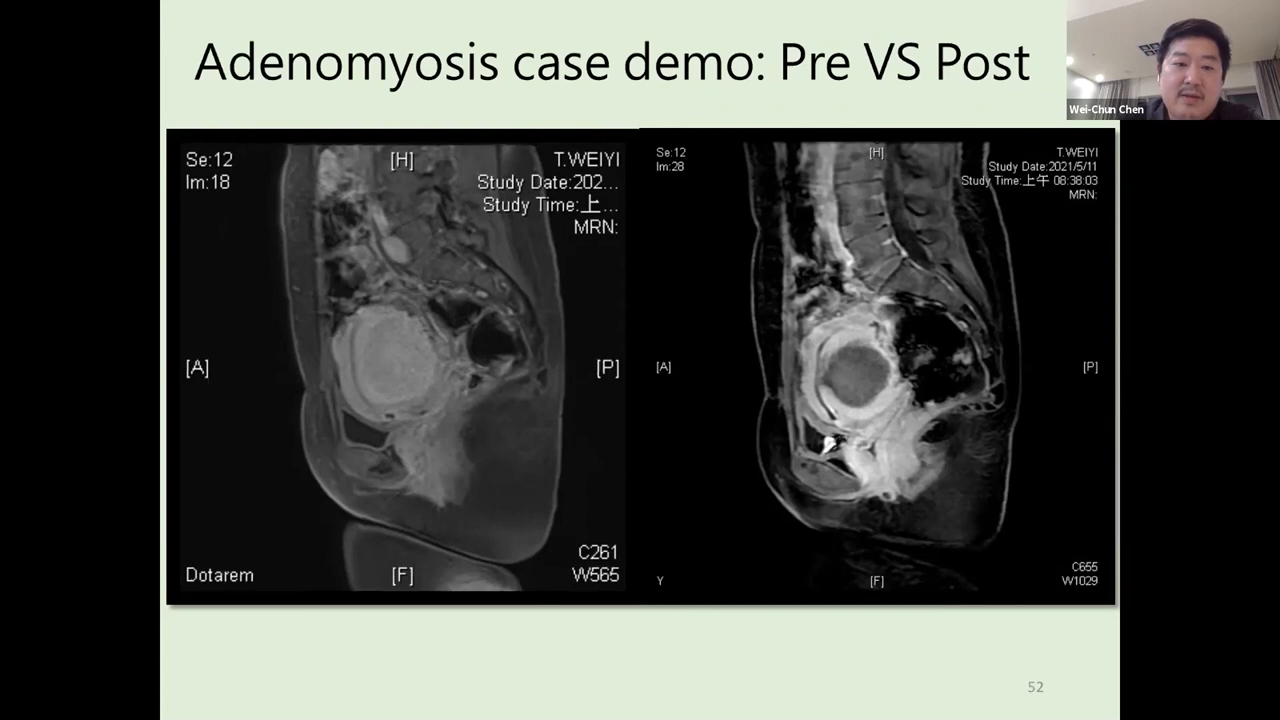 Adenomyosis case demo: Pre VS Post
Wei-Chun Chen
Se:12
Im:18
[H]
T.WEIYI
Study Date:202...
Study Time:上...
MRN:
[A]
[P]
Dotarem
[F]
C261
W565
Se:12
Im:28
[H]
T.WEIYI
Study Date:2021/5/11
Study Time:上午 08:38:03
MRN:
[A]
[P]
Y
[F]
C655
W1029
52